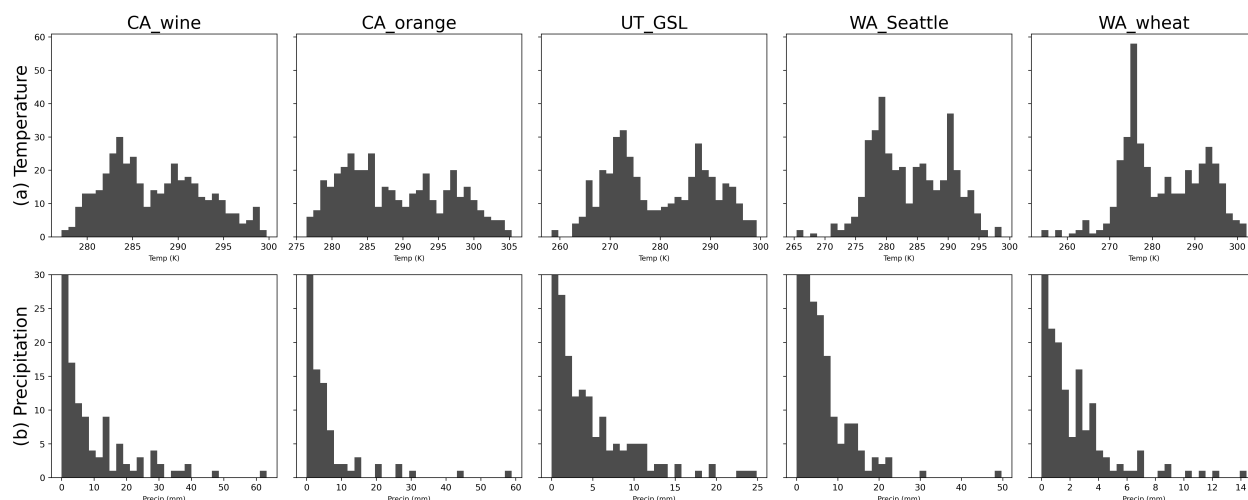 CA_wine CA_orange UT_GSL WA_Seattle WA_wheat
(a) Temperature
60
50
40
30
20
10
0
280 285 290 295 300
275 280 285 290 295 300 305
260 270 280 290 300
265 270 275 280 285 290 295 300
260 270 280 290 300
Temp (K) Temp (K) Temp (K) Temp (K) Temp (K)
(b) Precipitation
30
25
20
15
10
5
0
0 10 20 30 40 50 60
0 10 20 30 40 50 60
0 5 10 15 20 25
0 10 20 30 40 50
0 2 4 6 8 10 12 14
Precip (mm) Precip (mm) Precip (mm) Precip (mm) Precip (mm)